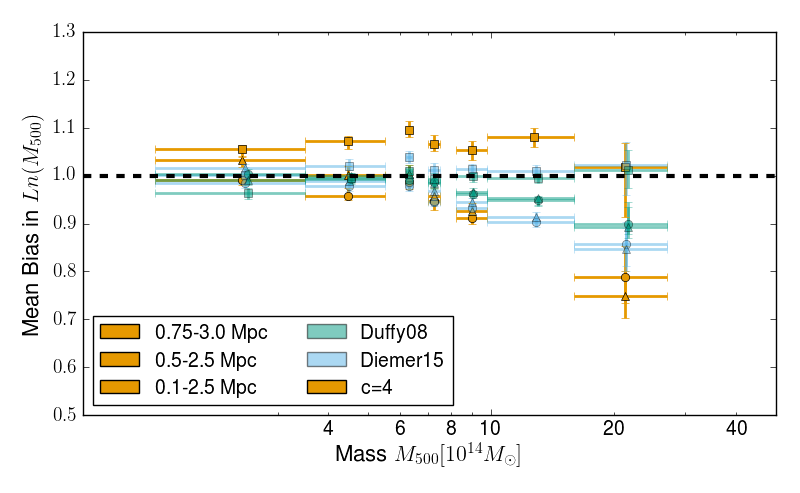 1.3
1.2
1.1
1.0
0.9
0.8
0.7
0.6
0.5
Mean Bias in Ln(M500)
0.75-3.0 Mpc
0.5-2.5 Mpc
0.1-2.5 Mpc
Duffy08
Diemer15
c=4
4 6 8 10 20 40
Mass M500[10^14 M⊙]